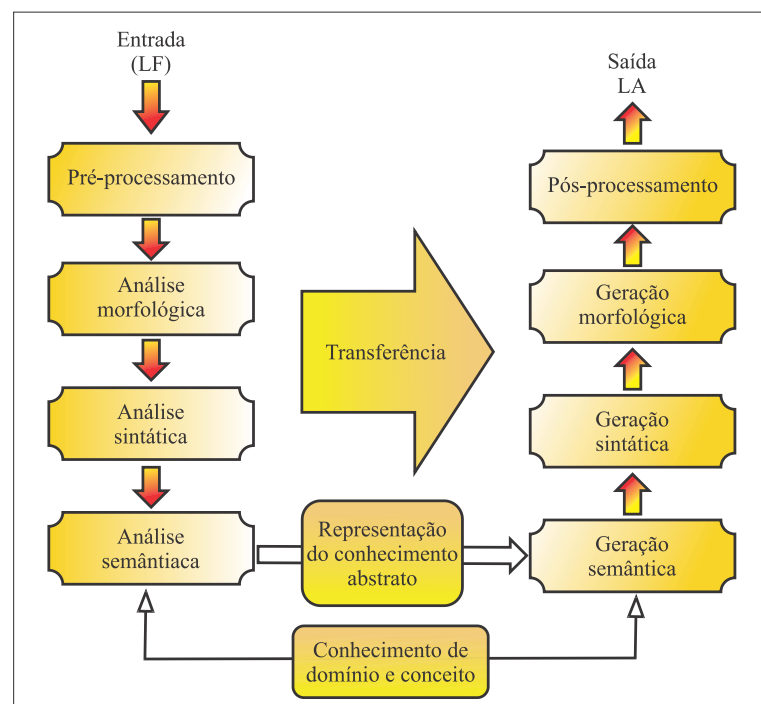 Entrada
(LF)
Pré-processamento
Análise
morfológica
Análise
sintática
Análise
semântiaca
Transferência
Representação
do conhecimento
abstrato
Conhecimento de
domínio e conceito
Saída
LA
Pós-processamento
Geração
morfológica
Geração
sintática
Geração
semântica